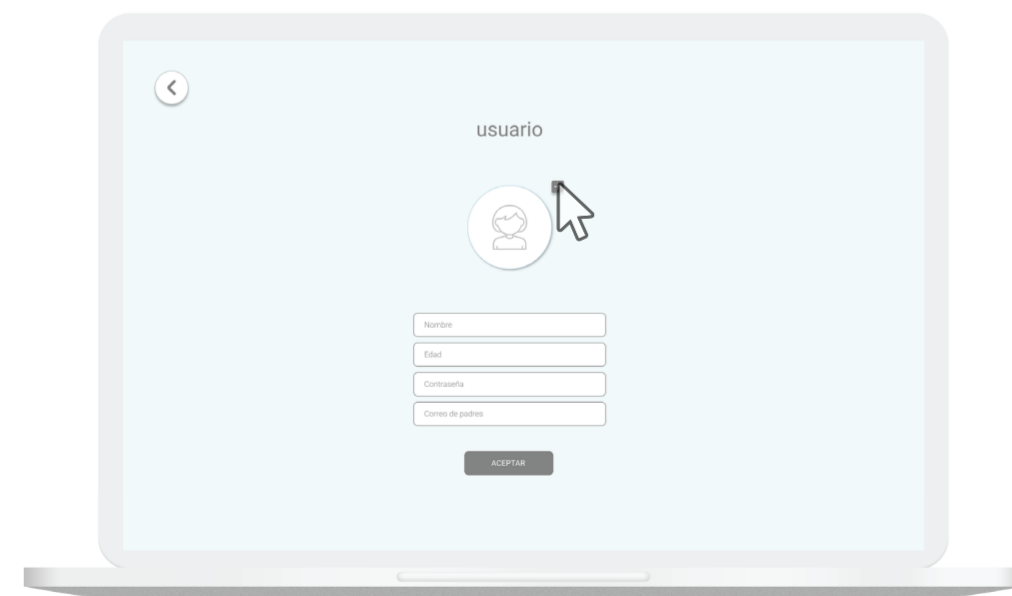 usuario
Nombre
Edad
Contraseña
Correo de padres
ACEPTAR